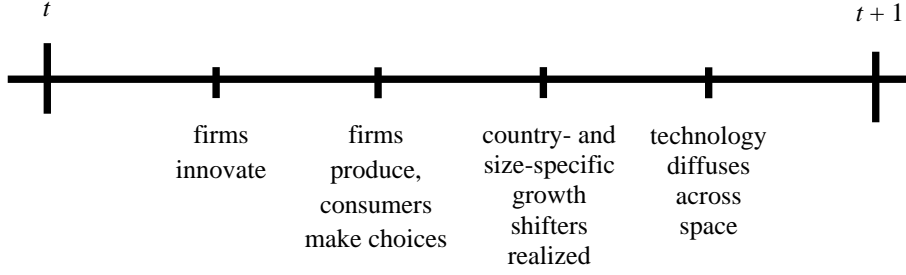 t
t + 1
firms
innovate
firms
produce,
consumers
make choices
country- and
size-specific
growth
shifters
realized
technology
diffuses
across
space